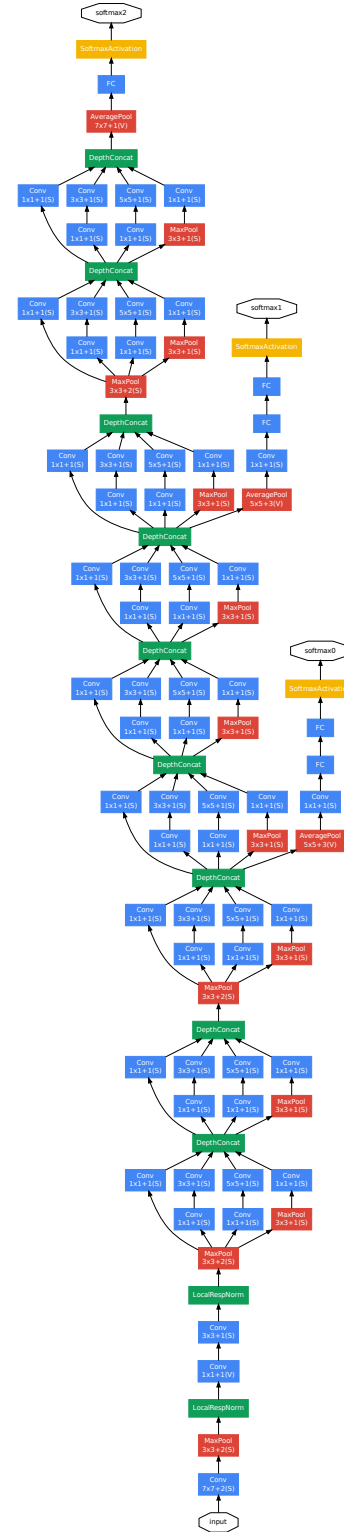 softmax2
SoftmaxActivation
FC
AveragePool
7x7+1(V)
DepthConcat
Conv
1x1+1(S)
Conv
3x3+1(S)
Conv
5x5+1(S)
Conv
1x1+1(S)
Conv
1x1+1(S)
Conv
1x1+1(S)
MaxPool
3x3+1(S)
DepthConcat
Conv
1x1+1(S)
Conv
3x3+1(S)
Conv
5x5+1(S)
Conv
1x1+1(S)
softmax1
Conv
1x1+1(S)
Conv
1x1+1(S)
MaxPool
3x3+1(S)
SoftmaxActivation
MaxPool
3x3+2(S)
FC
DepthConcat
FC
Conv
1x1+1(S)
Conv
3x3+1(S)
Conv
5x5+1(S)
Conv
1x1+1(S)
Conv
1x1+1(S)
Conv
1x1+1(S)
Conv
1x1+1(S)
MaxPool
3x3+1(S)
AveragePool
5x5+3(V)
DepthConcat
Conv
1x1+1(S)
Conv
3x3+1(S)
Conv
5x5+1(S)
Conv
1x1+1(S)
Conv
1x1+1(S)
Conv
1x1+1(S)
MaxPool
3x3+1(S)
DepthConcat
softmax0
Conv
1x1+1(S)
Conv
3x3+1(S)
Conv
5x5+1(S)
Conv
1x1+1(S)
SoftmaxActivatio
Conv
1x1+1(S)
Conv
1x1+1(S)
MaxPool
3x3+1(S)
FC
DepthConcat
FC
Conv
1x1+1(S)
Conv
3x3+1(S)
Conv
5x5+1(S)
Conv
1x1+1(S)
Conv
1x1+1(S)
Conv
1x1+1(S)
Conv
1x1+1(S)
MaxPool
3x3+1(S)
AveragePool
5x5+3(V)
DepthConcat
Conv
1x1+1(S)
Conv
3x3+1(S)
Conv
5x5+1(S)
Conv
1x1+1(S)
Conv
1x1+1(S)
Conv
1x1+1(S)
MaxPool
3x3+1(S)
MaxPool
3x3+2(S)
DepthConcat
Conv
1x1+1(S)
Conv
3x3+1(S)
Conv
5x5+1(S)
Conv
1x1+1(S)
Conv
1x1+1(S)
Conv
1x1+1(S)
MaxPool
3x3+1(S)
DepthConcat
Conv
1x1+1(S)
Conv
3x3+1(S)
Conv
5x5+1(S)
Conv
1x1+1(S)
Conv
1x1+1(S)
Conv
1x1+1(S)
MaxPool
3x3+1(S)
MaxPool
3x3+2(S)
LocalRespNorm
Conv
3x3+1(S)
Conv
1x1+1(V)
LocalRespNorm
MaxPool
3x3+2(S)
Conv
7x7+2(S)
input